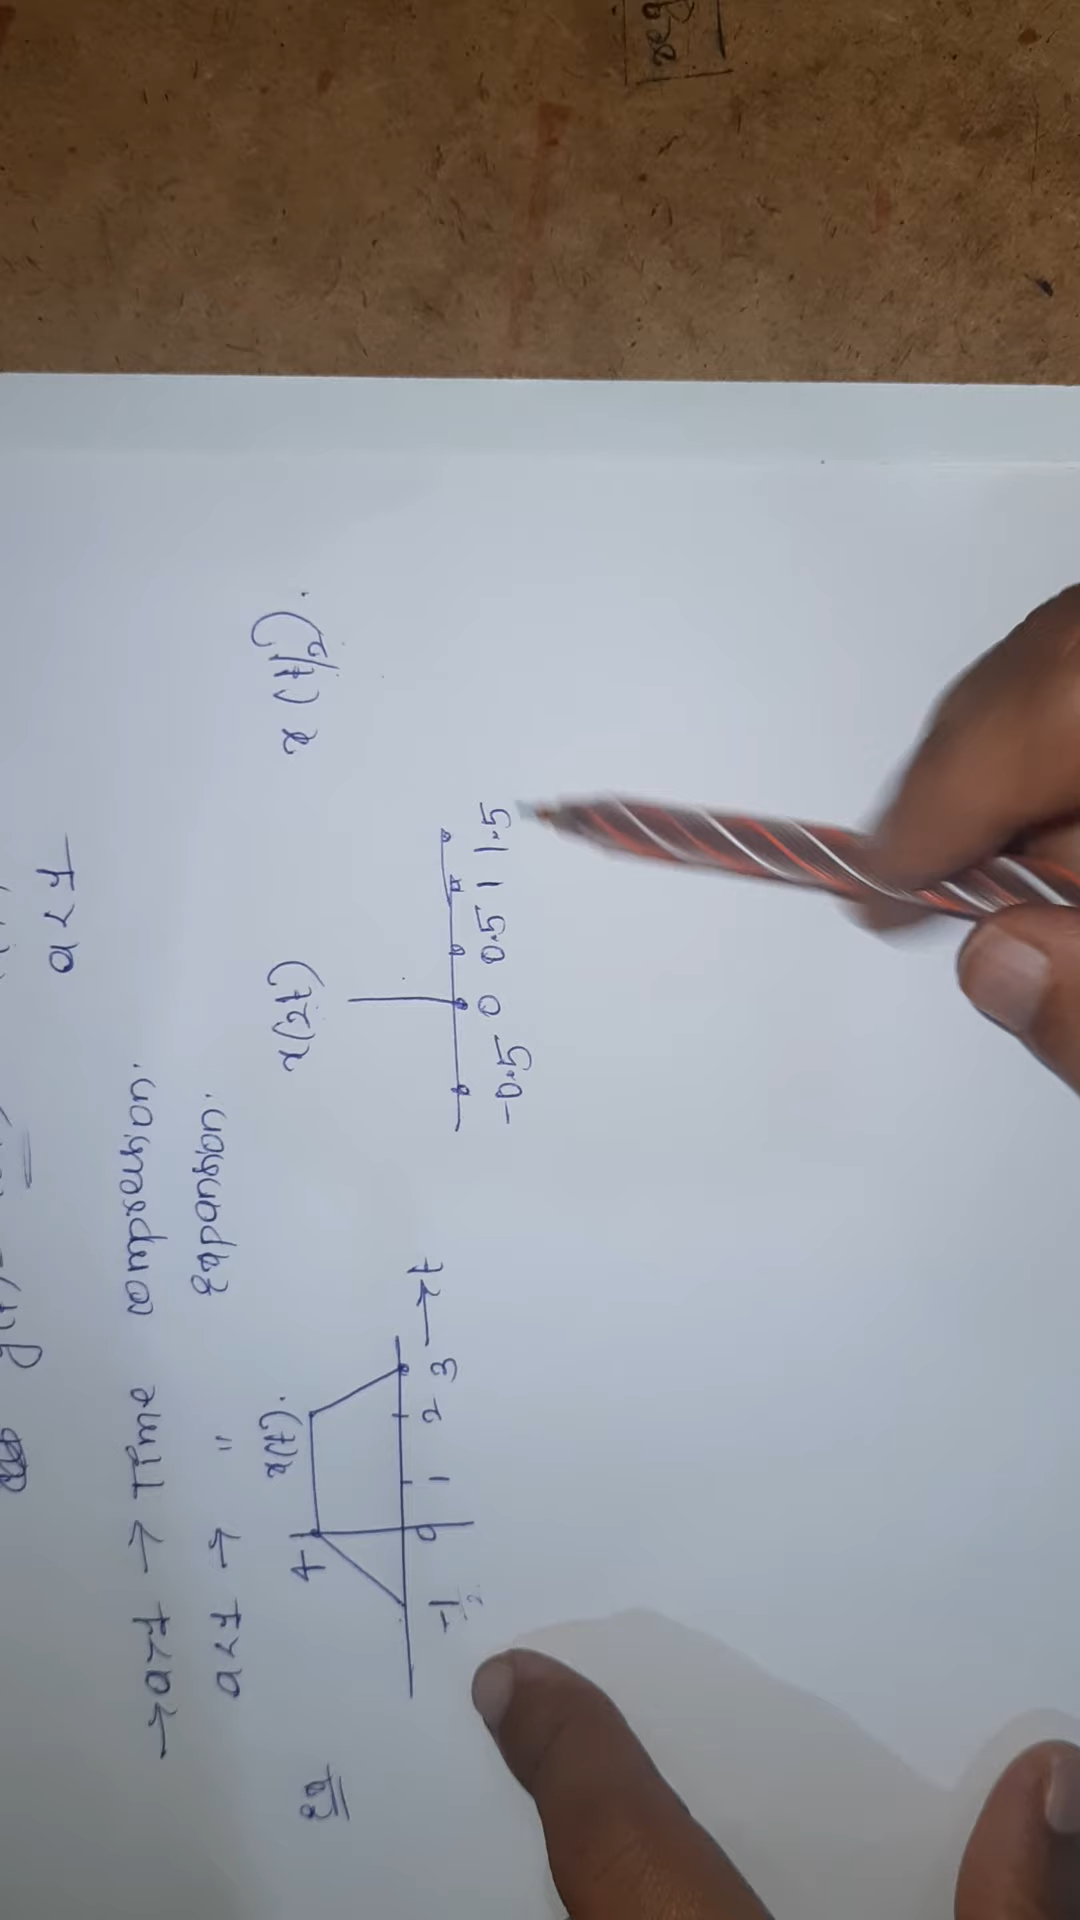 a<1
→a>1 → Time compression.
a<1 → " Expansion.
Eg
x(t).
x(2t)
x(t/2).
1
-1/2 0 1 2 3 →t
-0.5 0 0.5 1 1.5